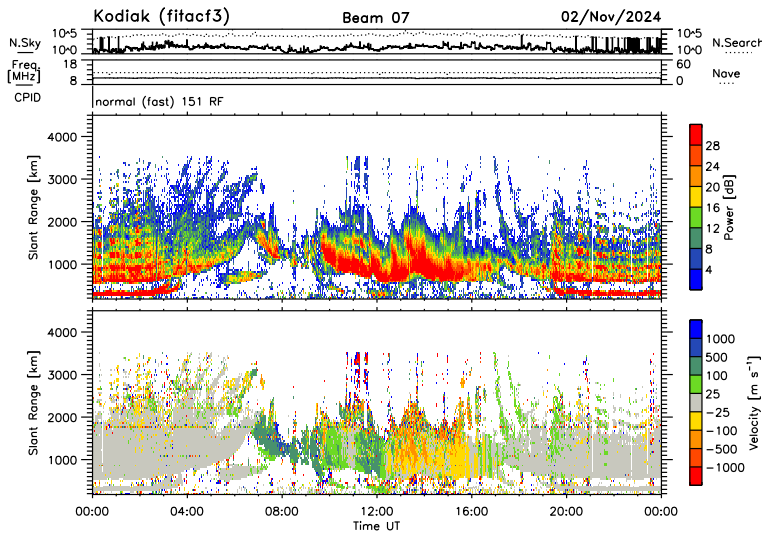 Kodiak (fitacf3) Beam 07 02/Nov/2024
N.Sky 10+5 10+0 10+5 10+0 N.Search
Freq. [MHz] 18 8 60 0 Nave
CPID normal (fast) 151 RF
Slant Range [km] 4000 3000 2000 1000
Power [dB] 28 24 20 16 12 8 4
Slant Range [km] 4000 3000 2000 1000
Velocity [m s⁻¹] 1000 500 100 25 -25 -100 -500 -1000
00:00 04:00 08:00 12:00 16:00 20:00 00:00
Time UT